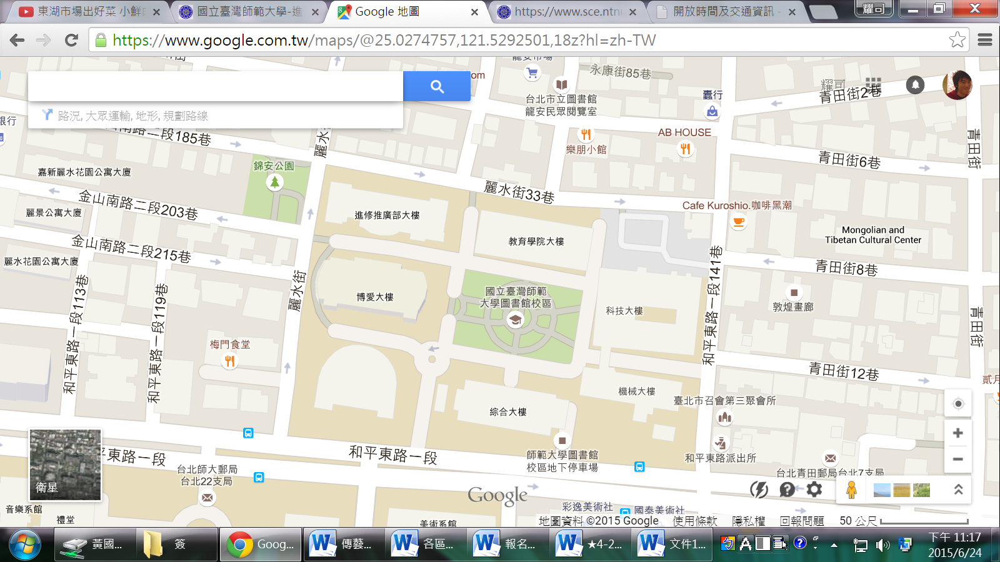 東湖市場出好菜 小鮮
國立臺灣師範大學-進
Google 地圖
https://www.sce.ntn
開放時間及交通資訊 -
耀司
https://www.google.com.tw/maps/@25.0274757,121.5292501,18z?hl=zh-TW
路況, 大眾運輸, 地形, 規劃路線
om
永康街85巷
耀司
青田街2巷
台北市立圖書館
龍安民眾閱覽室
蠹行
銀行
二段185巷
麗水
AB HOUSE
樂朋小館
青田街
青田街6巷
錦安公園
嘉新麗水花園公寓大廈
麗水街33巷
金山南路二段203巷
Cafe Kuroshio.咖啡黑潮
麗景公寓大廈
進修推廣部大樓
教育學院大樓
Mongolian and
Tibetan Cultural Center
金山南路二段215巷
麗水花園公寓大廈
和平東路一段141巷
青田街8巷
麗水街
和平東路一段113巷
和平東路一段119巷
博愛大樓
國立臺灣師範
大學圖書館校區
科技大樓
敦煌畫廊
青田街
梅門食堂
青田街12巷
貳月
機械大樓
臺北市召會第三聚會所
綜合大樓
和平東路一段
師範大學圖書館
校區地下停車場
和平東路派出所
東路一段
台北師大郵局
台北22支局
台北青田郵局台北7支局
衛星
音樂系館
禮堂
Google
彩逸美術社
國泰美術社
美術系館
地圖資料 ©2015 Google 使用條款 隱私權 回報問題 50 公尺
黃國...
簽
Goog...
傳藝...
各區...
報名...
★4-2...
文件1...
下午 11:17
2015/6/24